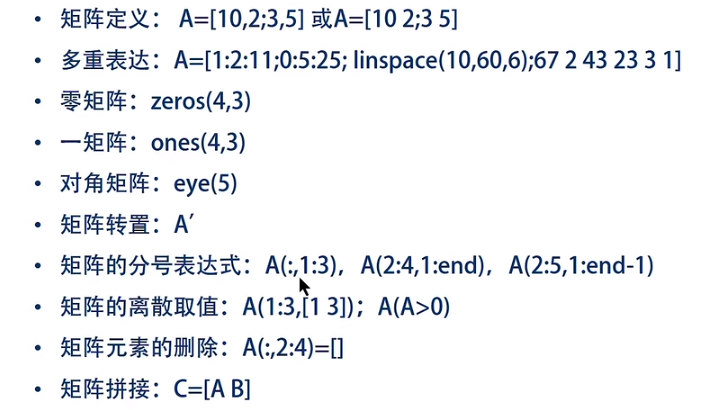 • 矩阵定义： A=[10,2;3,5] 或A=[10 2;3 5]
• 多重表达：A=[1:2:11;0:5:25; linspace(10,60,6);67 2 43 23 3 1]
• 零矩阵：zeros(4,3)
• 一矩阵：ones(4,3)
• 对角矩阵：eye(5)
• 矩阵转置：A′
• 矩阵的分号表达式：A(:,1:3)，A(2:4,1:end)，A(2:5,1:end-1)
• 矩阵的离散取值：A(1:3,[1 3])；A(A>0)
• 矩阵元素的删除：A(:,2:4)=[]
• 矩阵拼接：C=[A B]